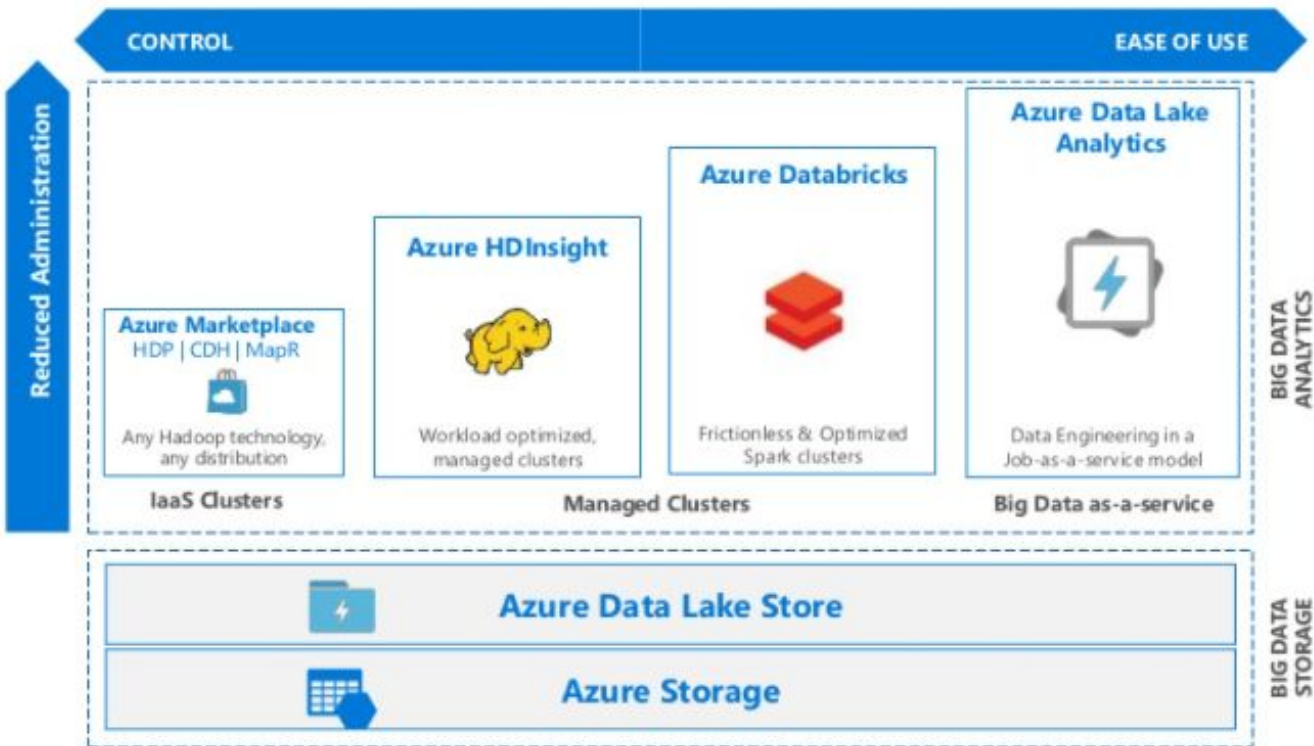 CONTROL
EASE OF USE
Reduced Administration
Azure Marketplace
HDP | CDH | MapR
Any Hadoop technology,
any distribution
IaaS Clusters
Azure HDInsight
Workload optimized,
managed clusters
Azure Databricks
Frictionless & Optimized
Spark clusters
Managed Clusters
Azure Data Lake
Analytics
Data Engineering in a
Job-as-a-service model
Big Data as-a-service
BIG DATA
ANALYTICS
Azure Data Lake Store
Azure Storage
BIG DATA
STORAGE